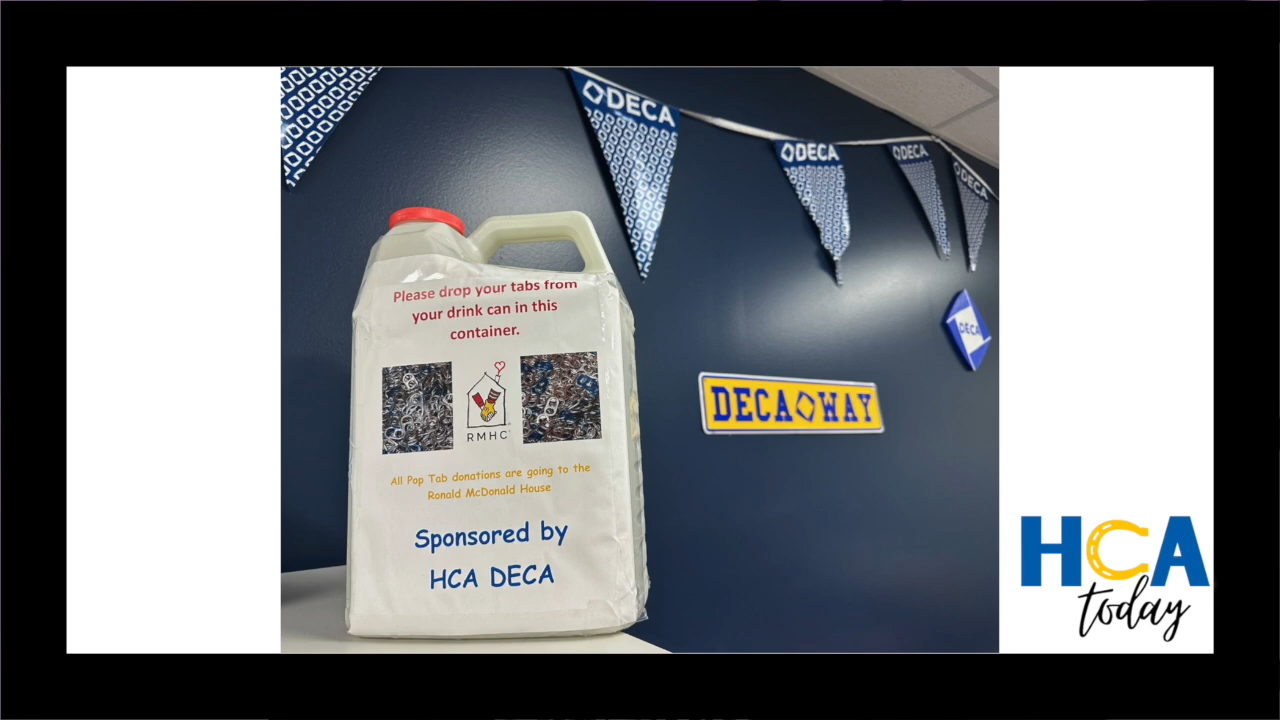 DECA
DECA
DECA
DECA
DECA
DECA WAY
Please drop your tabs from
your drink can in this
container.
RMHC
All Pop Tab donations are going to the
Ronald McDonald House
Sponsored by
HCA DECA
HCA
today